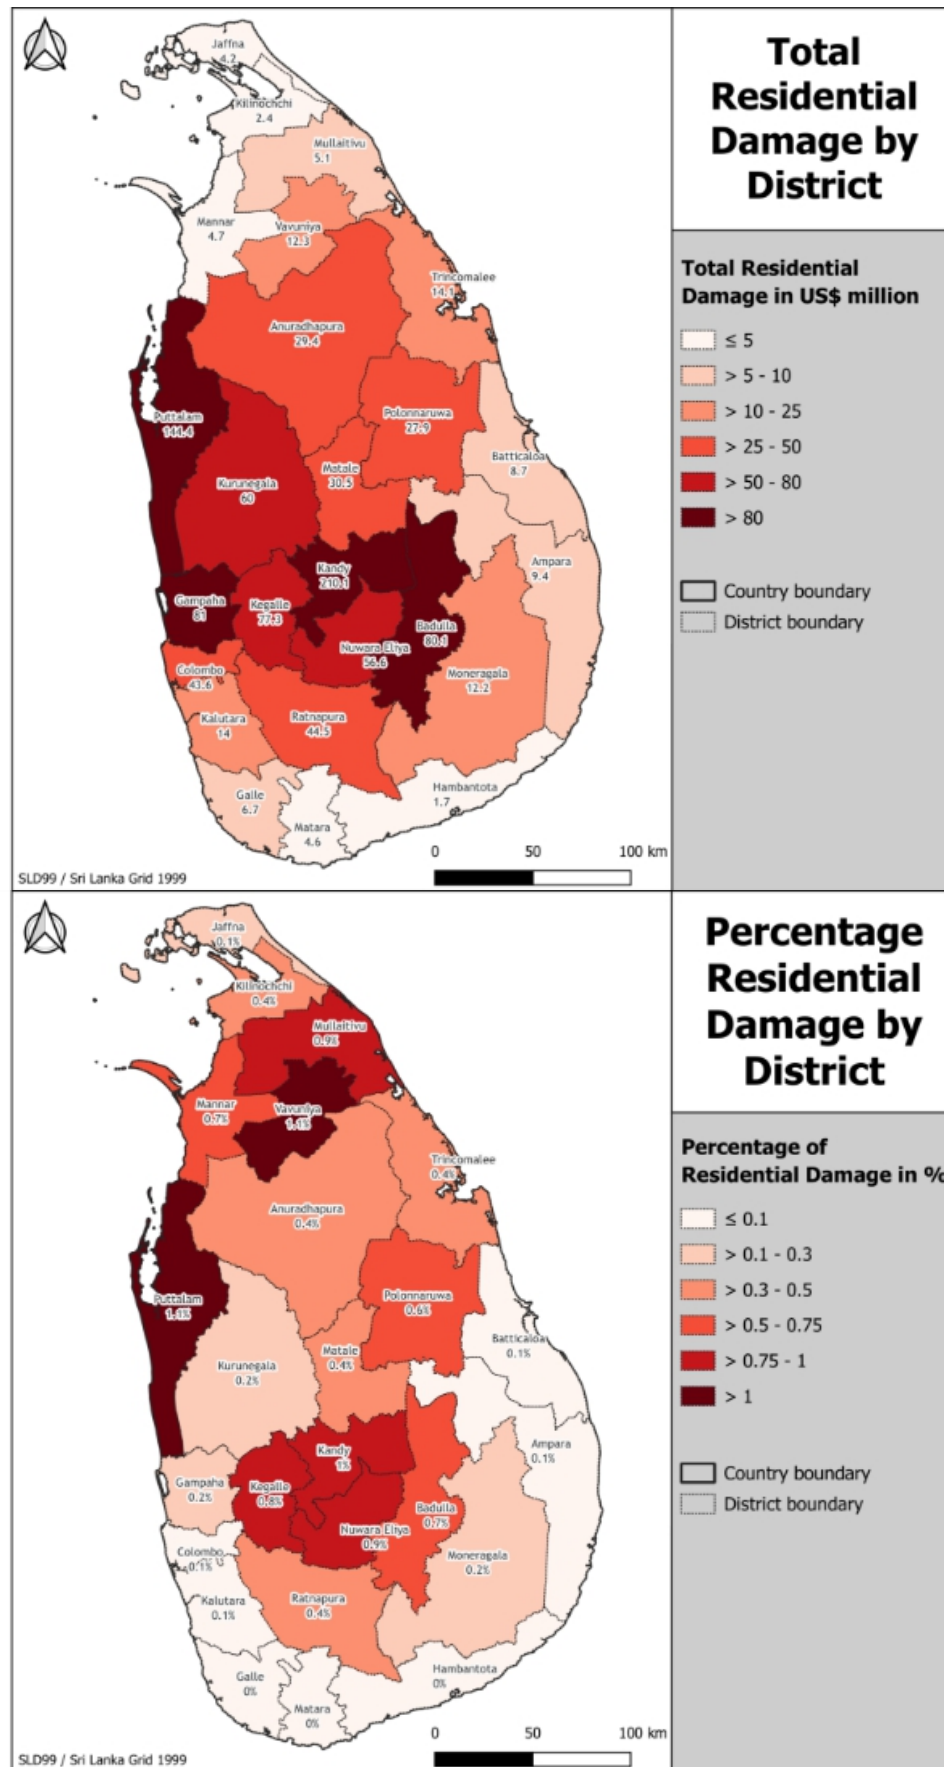 Total
Residential
Damage by
District
Total Residential
Damage in US$ million
≤ 5
> 5 - 10
> 10 - 25
> 25 - 50
> 50 - 80
> 80
Country boundary
District boundary
Jaffna
4.2
Kilinochchi
2.4
Mullaitivu
5.1
Mannar
4.7
Vavuniya
12.3
Trincomalee
14.1
Anuradhapura
29.4
Puttalam
144.4
Polonnaruwa
27.9
Batticaloa
8.7
Matale
30.5
Kurunegala
60
Kandy
210.1
Ampara
9.4
Gampaha
81
Kegalle
77.3
Badulla
80.1
Nuwara Eliya
56.6
Colombo
43.6
Moneragala
12.2
Kalutara
14
Ratnapura
44.5
Galle
6.7
Hambantota
1.7
Matara
4.6
0 50 100 km
SLD99 / Sri Lanka Grid 1999
Percentage
Residential
Damage by
District
Percentage of
Residential Damage in %
≤ 0.1
> 0.1 - 0.3
> 0.3 - 0.5
> 0.5 - 0.75
> 0.75 - 1
> 1
Country boundary
District boundary
Jaffna
0.1%
Kilinochchi
0.4%
Mullaitivu
0.9%
Mannar
0.7%
Vavuniya
1.1%
Trincomalee
0.4%
Anuradhapura
0.4%
Puttalam
1.1%
Polonnaruwa
0.6%
Batticaloa
0.1%
Matale
0.4%
Kurunegala
0.2%
Kandy
1%
Ampara
0.1%
Gampaha
0.2%
Kegalle
0.8%
Badulla
0.7%
Nuwara Eliya
0.9%
Colombo
0.1%
Moneragala
0.2%
Kalutara
0.1%
Ratnapura
0.4%
Galle
0%
Hambantota
0%
Matara
0%
0 50 100 km
SLD99 / Sri Lanka Grid 1999